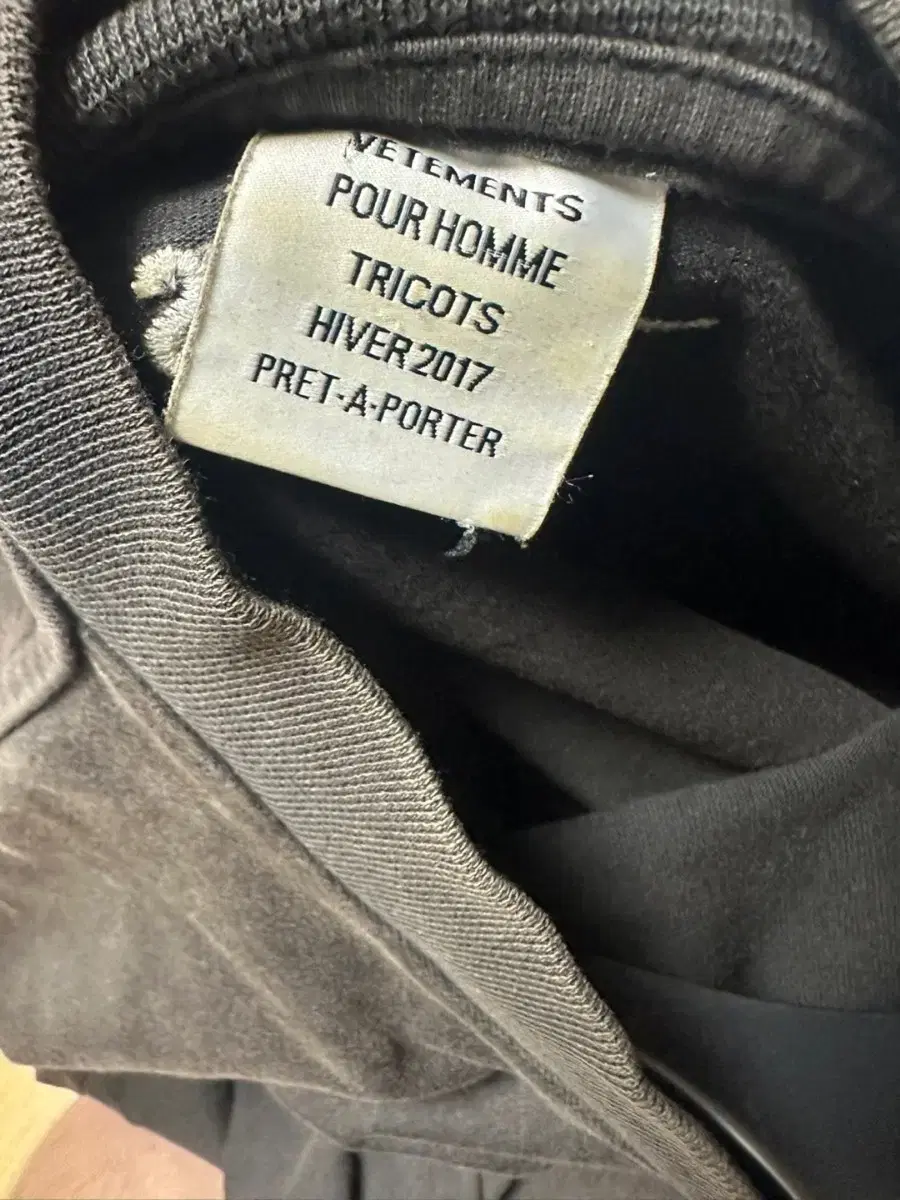 VETEMENTS
POUR HOMME
TRICOTS
HIVER 2017
PRET-A-PORTER